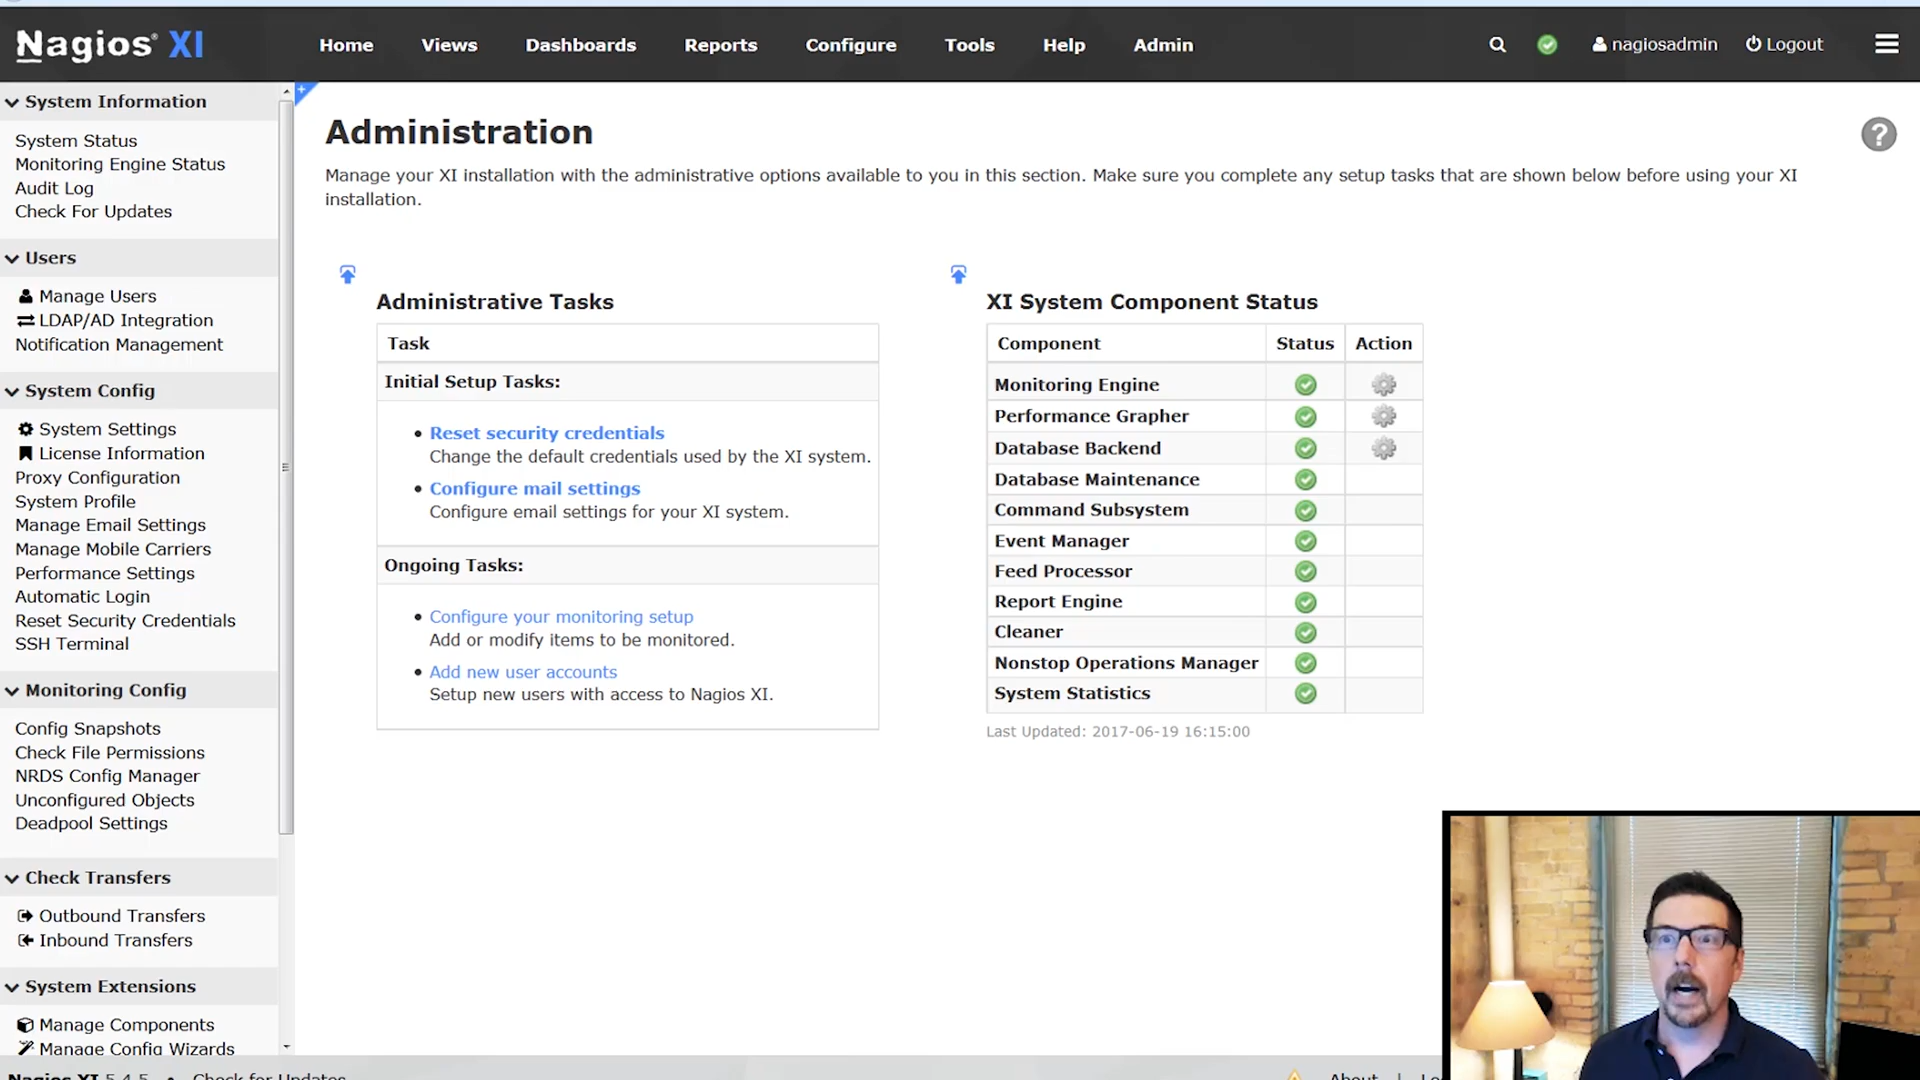 Nagios® XI
Home Views Dashboards Reports Configure Tools Help Admin
nagiosadmin Logout
System Information
System Status
Monitoring Engine Status
Audit Log
Check For Updates
Users
Manage Users
LDAP/AD Integration
Notification Management
System Config
System Settings
License Information
Proxy Configuration
System Profile
Manage Email Settings
Manage Mobile Carriers
Performance Settings
Automatic Login
Reset Security Credentials
SSH Terminal
Monitoring Config
Config Snapshots
Check File Permissions
NRDS Config Manager
Unconfigured Objects
Deadpool Settings
Check Transfers
Outbound Transfers
Inbound Transfers
System Extensions
Manage Components
Manage Config Wizards
Administration
Manage your XI installation with the administrative options available to you in this section. Make sure you complete any setup tasks that are shown below before using your XI
installation.
Administrative Tasks
Task
Initial Setup Tasks:
• Reset security credentials
Change the default credentials used by the XI system.
• Configure mail settings
Configure email settings for your XI system.
Ongoing Tasks:
• Configure your monitoring setup
Add or modify items to be monitored.
• Add new user accounts
Setup new users with access to Nagios XI.
XI System Component Status
Component Status Action
Monitoring Engine
Performance Grapher
Database Backend
Database Maintenance
Command Subsystem
Event Manager
Feed Processor
Report Engine
Cleaner
Nonstop Operations Manager
System Statistics
Last Updated: 2017-06-19 16:15:00
Nagios XI 5.4.5 • Check for Updates
About |